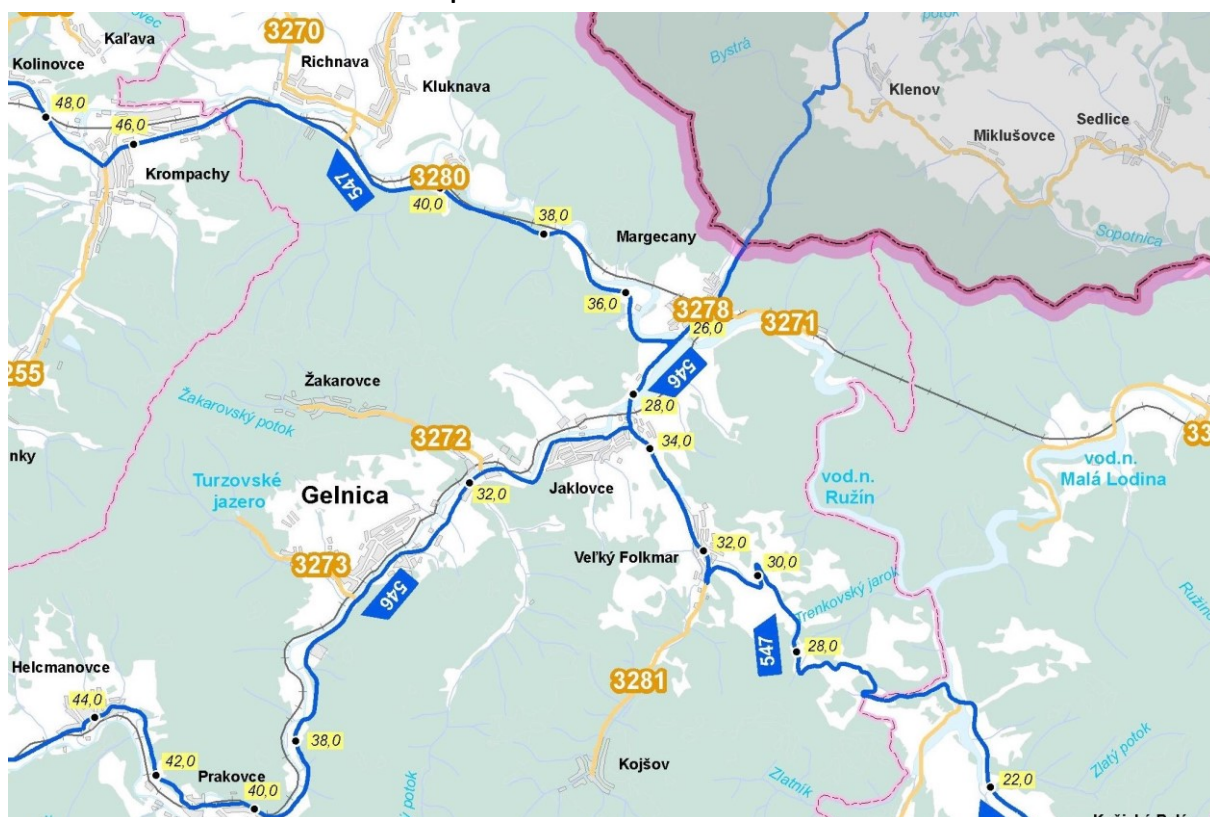 Kaľava
3270
Kolinovce
Richnava
Bystrá
potok
48,0
46,0
Kluknava
Klenov
Sedlice
Miklušovce
Krompachy
547
3280
40,0
38,0
Margecany
Sopotnica
36,0
3278
26,0
3271
546
255
Žakarovce
28,0
Žakarovský potok
3272
34,0
nky
Turzovské
jazero
Gelnica
32,0
Jaklovce
vod.n.
Ružín
vod.n.
Malá Lodina
Veľký Folkmar
32,0
3273
30,0
546
Trenkovský jarok
547
28,0
Helcmanovce
3281
44,0
38,0
42,0
Prakovce
40,0
Kojšov
Zlatník
Zlatý potok
22,0